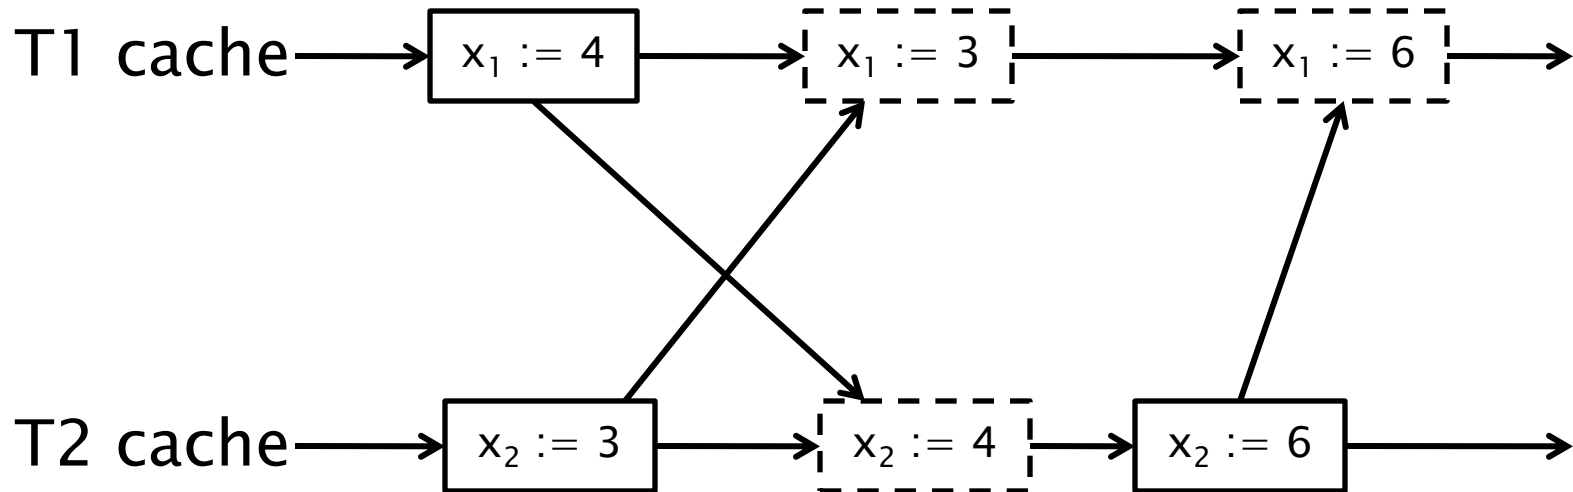 T1 cache x₁ := 4 x₁ := 3 x₁ := 6
T2 cache x₂ := 3 x₂ := 4 x₂ := 6